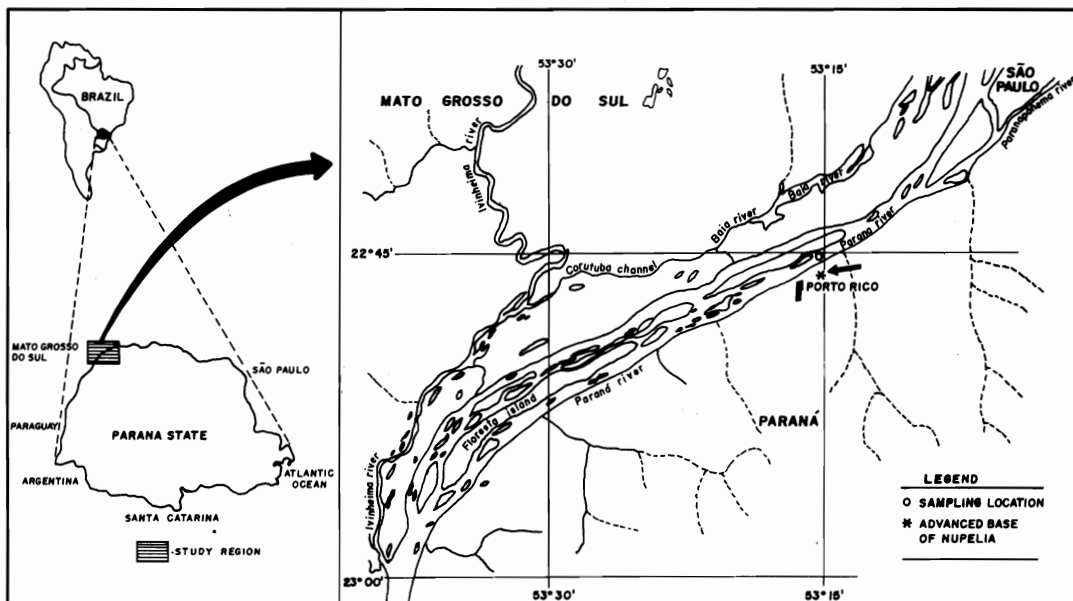 BRAZIL
MATO GROSSO
DO SUL
SÃO PAULO
PARAGUAY
PARANA STATE
ARGENTINA
ATLANTIC
OCEAN
SANTA CATARINA
-STUDY REGION
53°30'
53°15'
SÃO
PAULO
MATO GROSSO DO SUL
Paranapanema river
Ivinheima river
Baia river
Baia river
Parana river
22°45'
Corutuba channel
PORTO RICO
Floresta Island
Paraná river
PARANÁ
Ivinheima river
LEGEND
SAMPLING LOCATION
* ADVANCED BASE
OF NUPELIA
23°00'
53°30'
53°15'